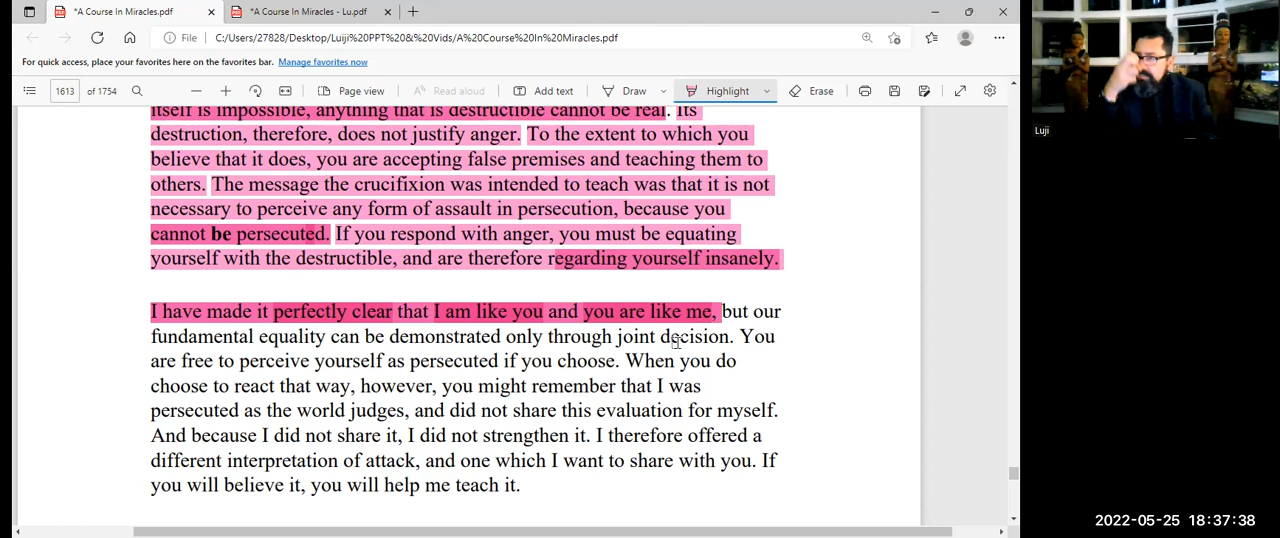 *A Course In Miracles.pdf
*A Course In Miracles - Lu.pdf
File
C:/Users/27828/Desktop/Luiji%20PPT%20&%20Vids/A%20Course%20In%20Miracles.pdf
For quick access, place your favorites here on the favorites bar. Manage favorites now
1613 of 1754
Page view
Read aloud
Add text
Draw
Highlight
Erase
itself is impossible, anything that is destructible cannot be real. Its
destruction, therefore, does not justify anger. To the extent to which you
believe that it does, you are accepting false premises and teaching them to
others. The message the crucifixion was intended to teach was that it is not
necessary to perceive any form of assault in persecution, because you
cannot be persecuted. If you respond with anger, you must be equating
yourself with the destructible, and are therefore regarding yourself insanely.
I have made it perfectly clear that I am like you and you are like me, but our
fundamental equality can be demonstrated only through joint decision. You
are free to perceive yourself as persecuted if you choose. When you do
choose to react that way, however, you might remember that I was
persecuted as the world judges, and did not share this evaluation for myself.
And because I did not share it, I did not strengthen it. I therefore offered a
different interpretation of attack, and one which I want to share with you. If
you will believe it, you will help me teach it.
Luji
2022-05-25 18:37:38